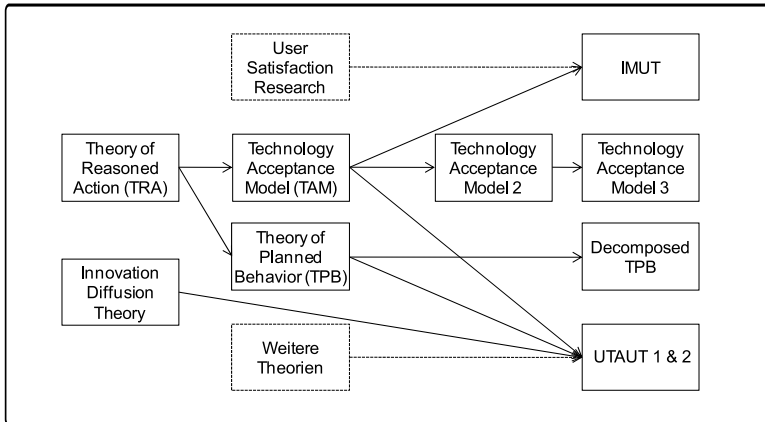 User
Satisfaction
Research
IMUT
Theory of
Reasoned
Action (TRA)
Technology
Acceptance
Model (TAM)
Technology
Acceptance
Model 2
Technology
Acceptance
Model 3
Theory of
Planned
Behavior (TPB)
Decomposed
TPB
Innovation
Diffusion
Theory
Weitere
Theorien
UTAUT 1 & 2